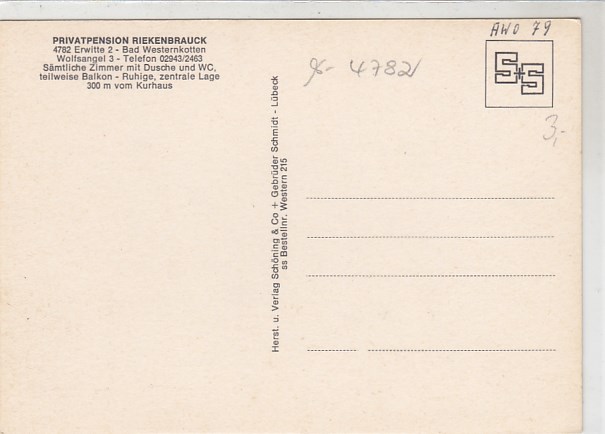 PRIVATPENSION RIEKENBRAUCK
4782 Erwitte 2 - Bad Westernkotten
Wolfsangel 3 - Telefon 02943/2463
Sämtliche Zimmer mit Dusche und WC,
teilweise Balkon - Ruhige, zentrale Lage
300 m vom Kurhaus
Herst. u. Verlag Schöning & Co + Gebrüder Schmidt - Lübeck
ss Bestellnr. Western 215
AWO 79
4782
S+S
3,-